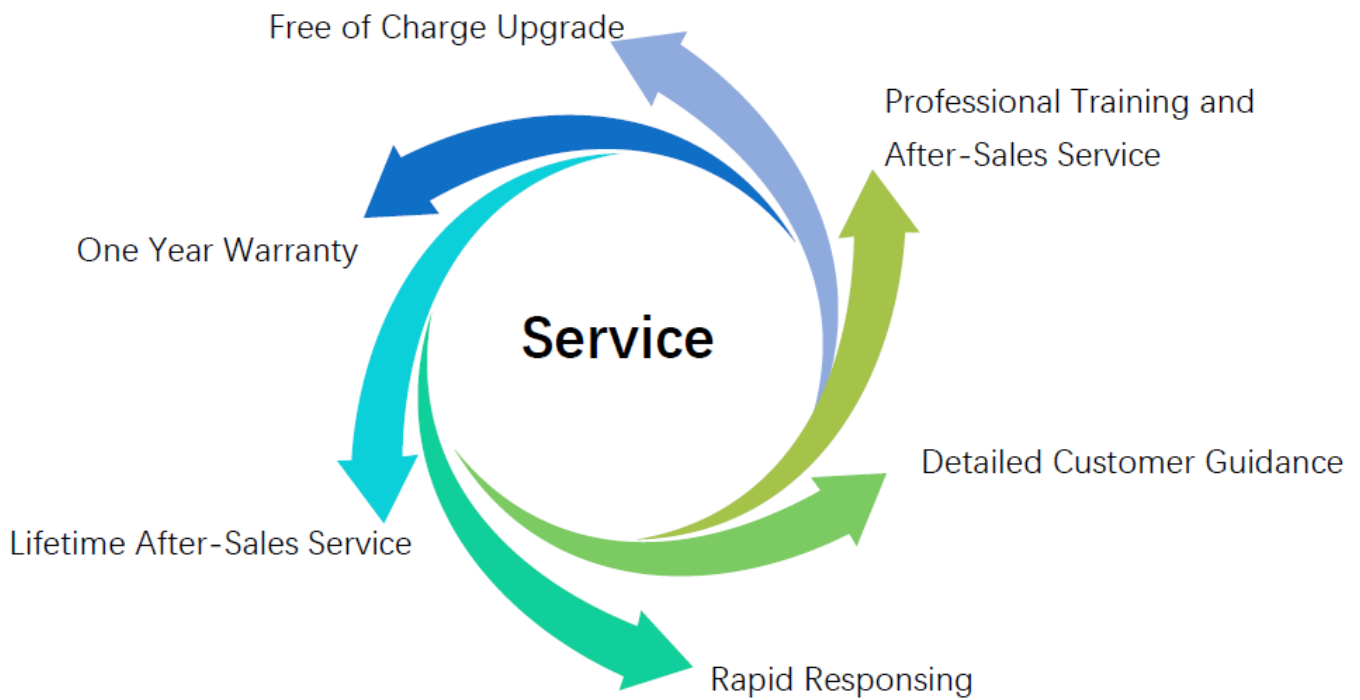 Free of Charge Upgrade
Professional Training and
After-Sales Service
One Year Warranty
Service
Detailed Customer Guidance
Lifetime After-Sales Service
Rapid Responsing